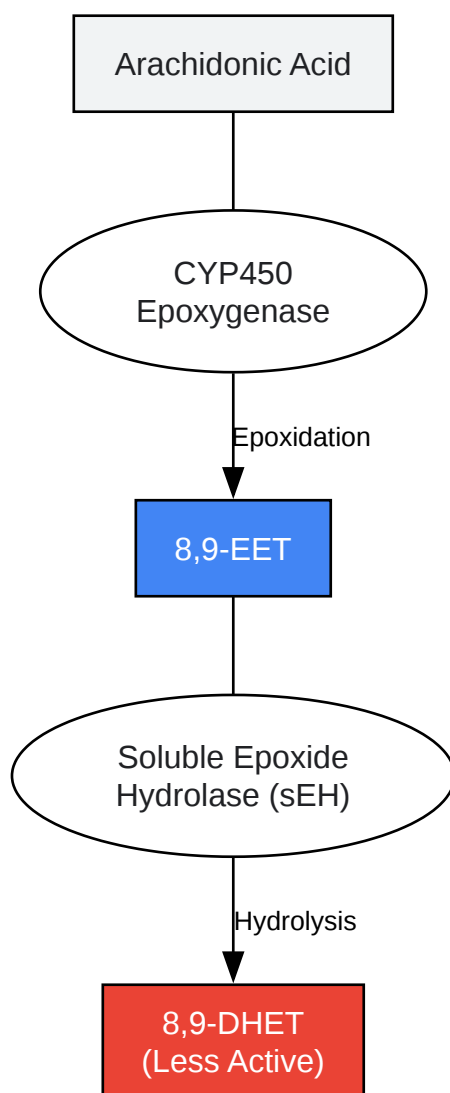 Arachidonic Acid
CYP450
Epoxygenase
Epoxidation
8,9-EET
Soluble Epoxide
Hydrolase (sEH)
Hydrolysis
8,9-DHET
(Less Active)